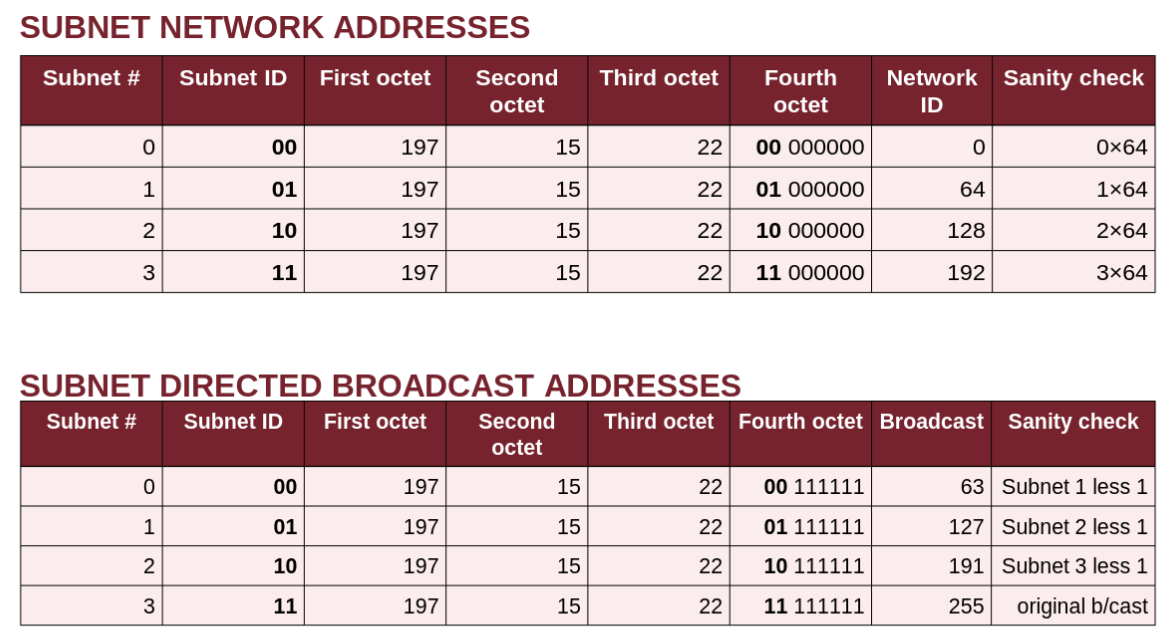 SUBNET NETWORK ADDRESSES
Subnet # Subnet ID First octet Second octet Third octet Fourth octet Network ID Sanity check
0 00 197 15 22 00 000000 0 0×64
1 01 197 15 22 01 000000 64 1×64
2 10 197 15 22 10 000000 128 2×64
3 11 197 15 22 11 000000 192 3×64
SUBNET DIRECTED BROADCAST ADDRESSES
Subnet # Subnet ID First octet Second octet Third octet Fourth octet Broadcast Sanity check
0 00 197 15 22 00 111111 63 Subnet 1 less 1
1 01 197 15 22 01 111111 127 Subnet 2 less 1
2 10 197 15 22 10 111111 191 Subnet 3 less 1
3 11 197 15 22 11 111111 255 original b/cast